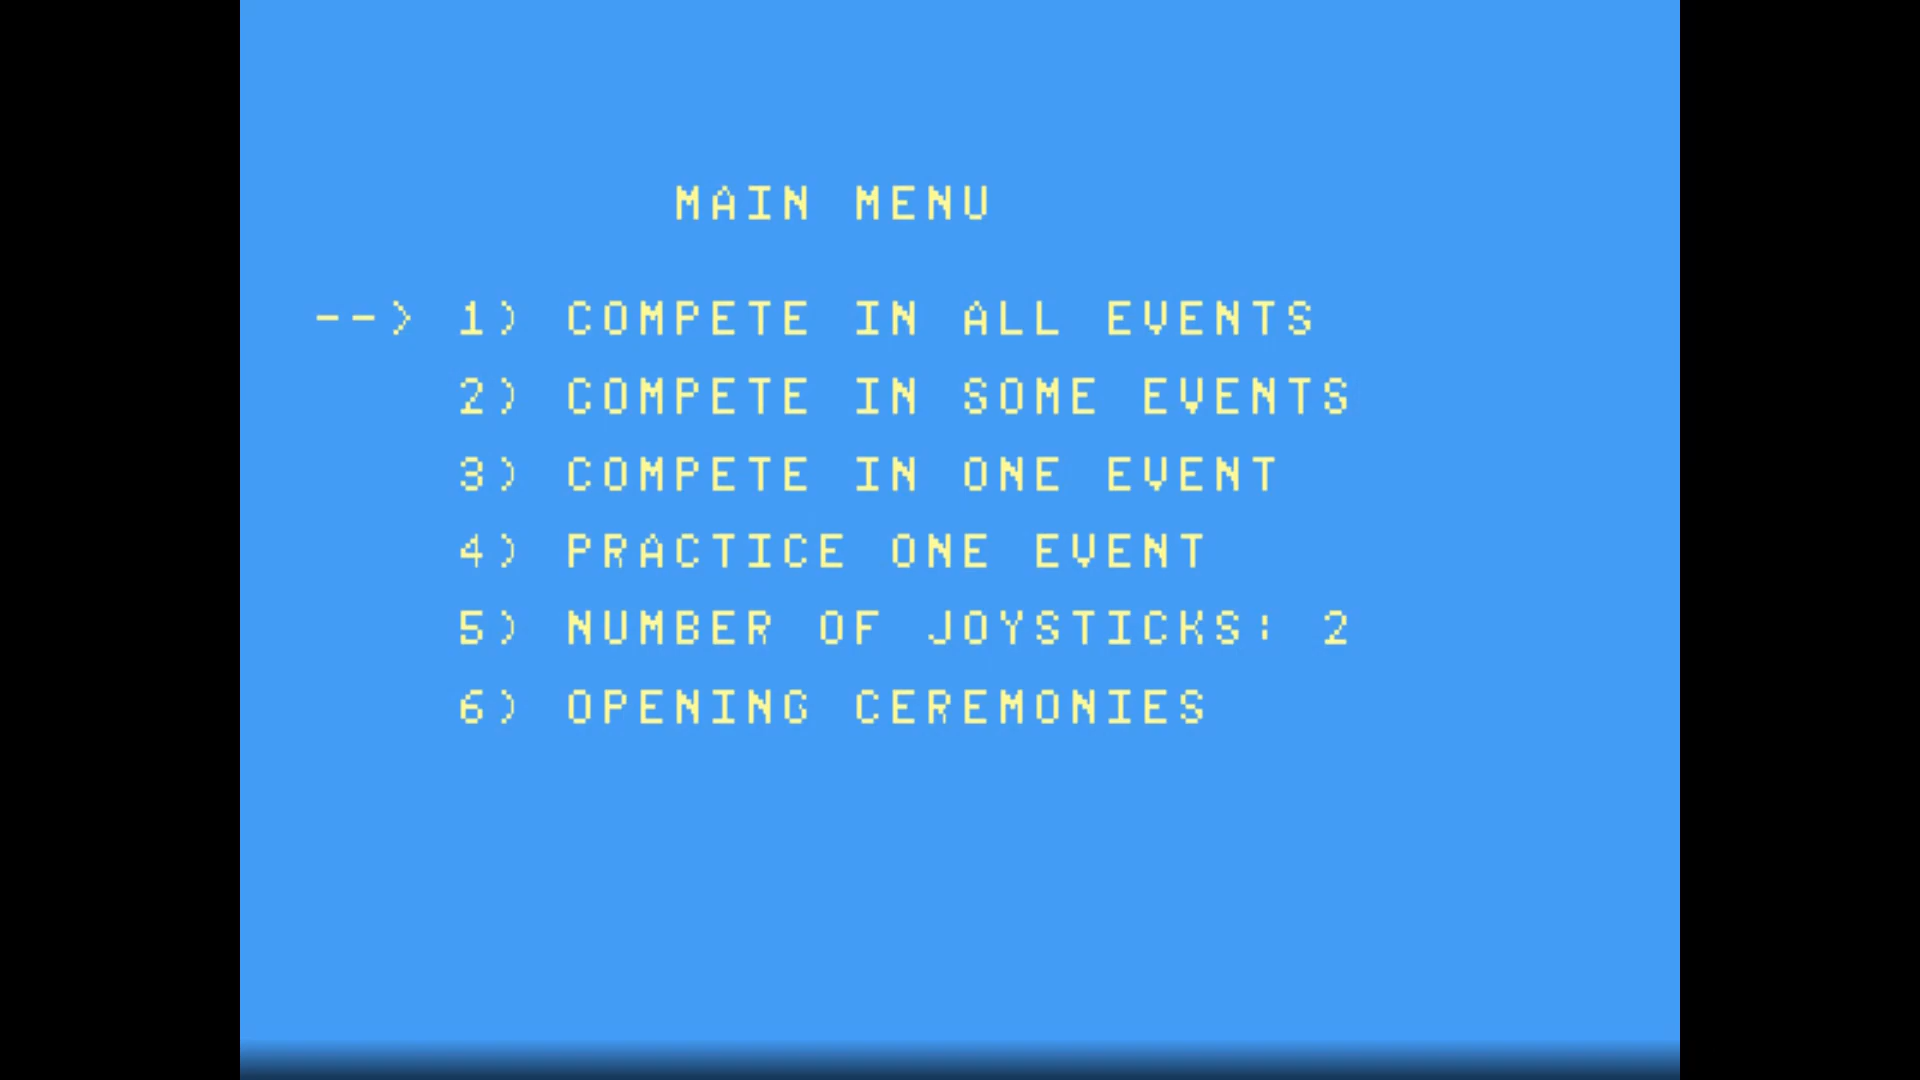 MAIN MENU
--> 1) COMPETE IN ALL EVENTS
2) COMPETE IN SOME EVENTS
3) COMPETE IN ONE EVENT
4) PRACTICE ONE EVENT
5) NUMBER OF JOYSTICKS: 2
6) OPENING CEREMONIES